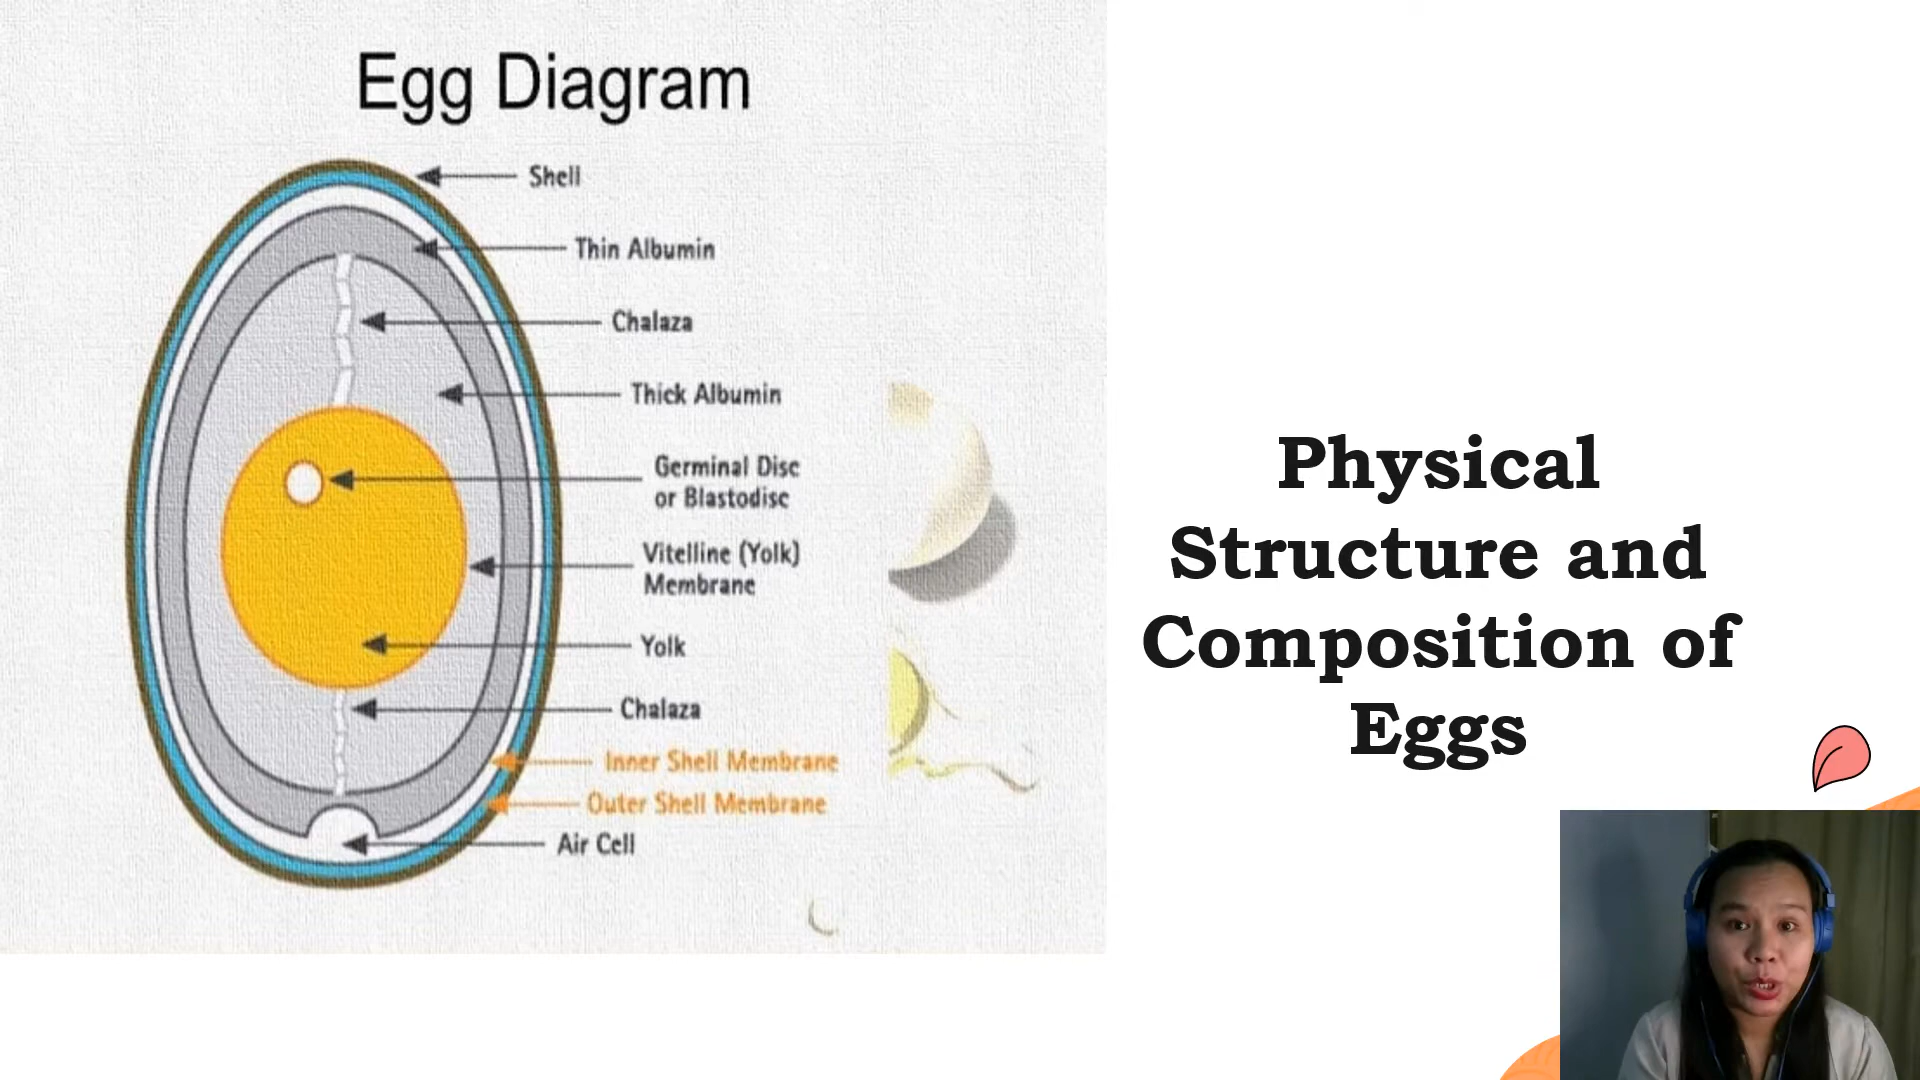 Egg Diagram
Shell
Thin Albumin
Chalaza
Thick Albumin
Germinal Disc
or Blastodisc
Vitelline (Yolk)
Membrane
Yolk
Chalaza
Inner Shell Membrane
Outer Shell Membrane
Air Cell
Physical
Structure and
Composition of
Eggs